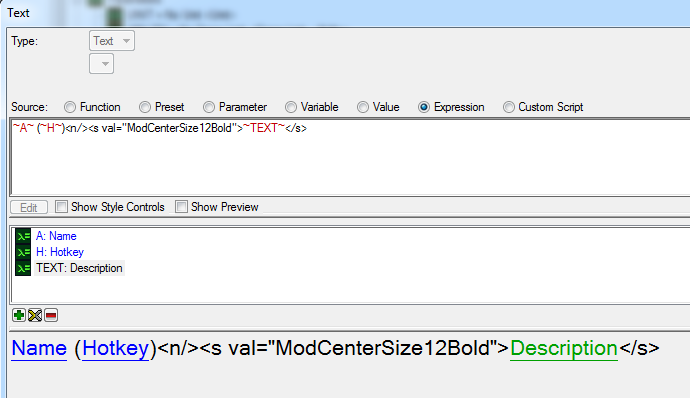 Text
Type: Text
Source: Function Preset Parameter Variable Value Expression Custom Script
~A~ (~H~)<n/><s val="ModCenterSize12Bold">~TEXT~</s>
Edit Show Style Controls Show Preview
A: Name
H: Hotkey
TEXT: Description
Name (Hotkey)<n/><s val="ModCenterSize12Bold">Description</s>